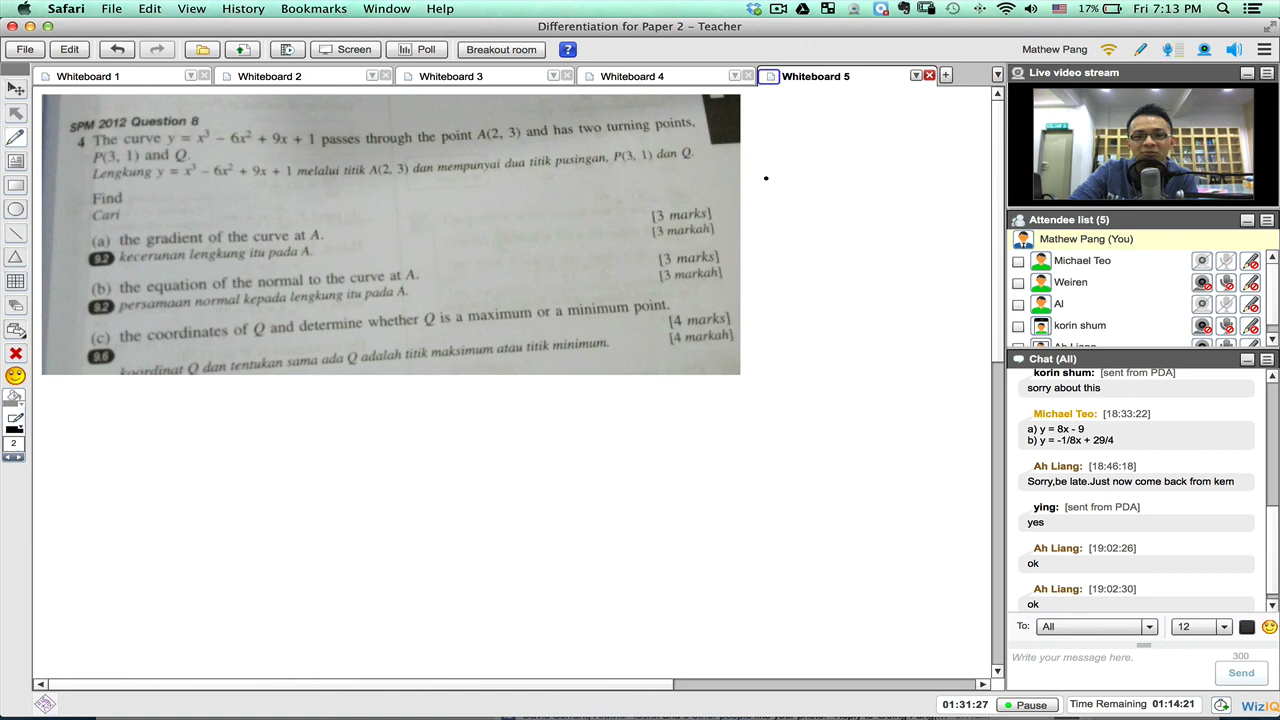 Safari File Edit View History Bookmarks Window Help 17% Fri 7:13 PM
Differentiation for Paper 2 - Teacher
File Edit Screen Poll Breakout room ? Mathew Pang
Whiteboard 1 Whiteboard 2 Whiteboard 3 Whiteboard 4 Whiteboard 5
SPM 2012 Question 8
4 The curve y = x³ − 6x² + 9x + 1 passes through the point A(2, 3) and has two turning points,
P(3, 1) and Q.
Lengkung y = x³ − 6x² + 9x + 1 melalui titik A(2, 3) dan mempunyai dua titik pusingan, P(3, 1) dan Q.
Find
Cari
(a) the gradient of the curve at A. [3 marks]
9.2 kecerunan lengkung itu pada A. [3 markah]
(b) the equation of the normal to the curve at A. [3 marks]
9.2 persamaan normal kepada lengkung itu pada A. [3 markah]
(c) the coordinates of Q and determine whether Q is a maximum or a minimum point. [4 marks]
9.6 koordinat Q dan tentukan sama ada Q adalah titik maksimum atau titik minimum. [4 markah]
2
Live video stream
Attendee list (5)
Mathew Pang (You)
Michael Teo
Weiren
Al
korin shum
Ah Liang
Chat (All)
korin shum: [sent from PDA]
sorry about this
Michael Teo: [18:33:22]
a) y = 8x - 9
b) y = -1/8x + 29/4
Ah Liang: [18:46:18]
Sorry,be late.Just now come back from kem
ying: [sent from PDA]
yes
Ah Liang: [19:02:26]
ok
Ah Liang: [19:02:30]
ok
To: All 12
Write your message here. 300
Send
01:31:27 Pause Time Remaining 01:14:21 WizIQ